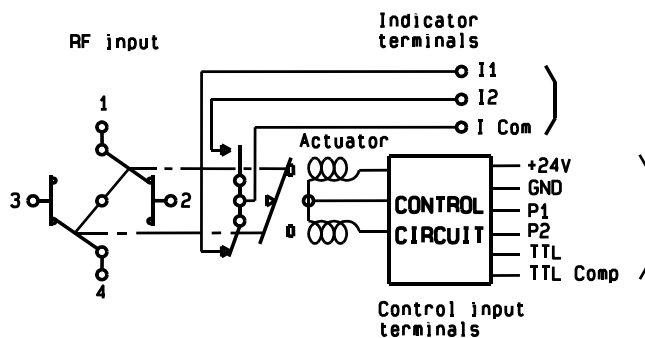 Indicator
terminals
RF input
I1
I2
I Com
1
Actuator
3
2
4
CONTROL
CIRCUIT
+24V
GND
P1
P2
TTL
TTL Comp
Control input
terminals